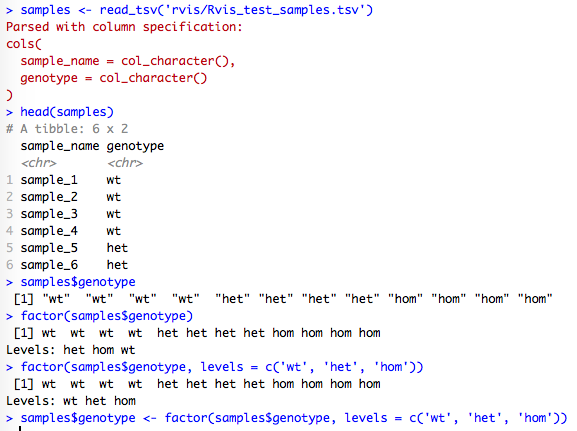 > samples <- read_tsv('rvis/Rvis_test_samples.tsv')
Parsed with column specification:
cols(
  sample_name = col_character(),
  genotype = col_character()
)
> head(samples)
# A tibble: 6 x 2
  sample_name genotype
  <chr>       <chr>
1 sample_1    wt
2 sample_2    wt
3 sample_3    wt
4 sample_4    wt
5 sample_5    het
6 sample_6    het
> samples$genotype
 [1] "wt"  "wt"  "wt"  "wt"  "het" "het" "het" "het" "hom" "hom" "hom" "hom"
> factor(samples$genotype)
 [1] wt  wt  wt  wt  het het het het hom hom hom hom
Levels: het hom wt
> factor(samples$genotype, levels = c('wt', 'het', 'hom'))
 [1] wt  wt  wt  wt  het het het het hom hom hom hom
Levels: wt het hom
> samples$genotype <- factor(samples$genotype, levels = c('wt', 'het', 'hom'))